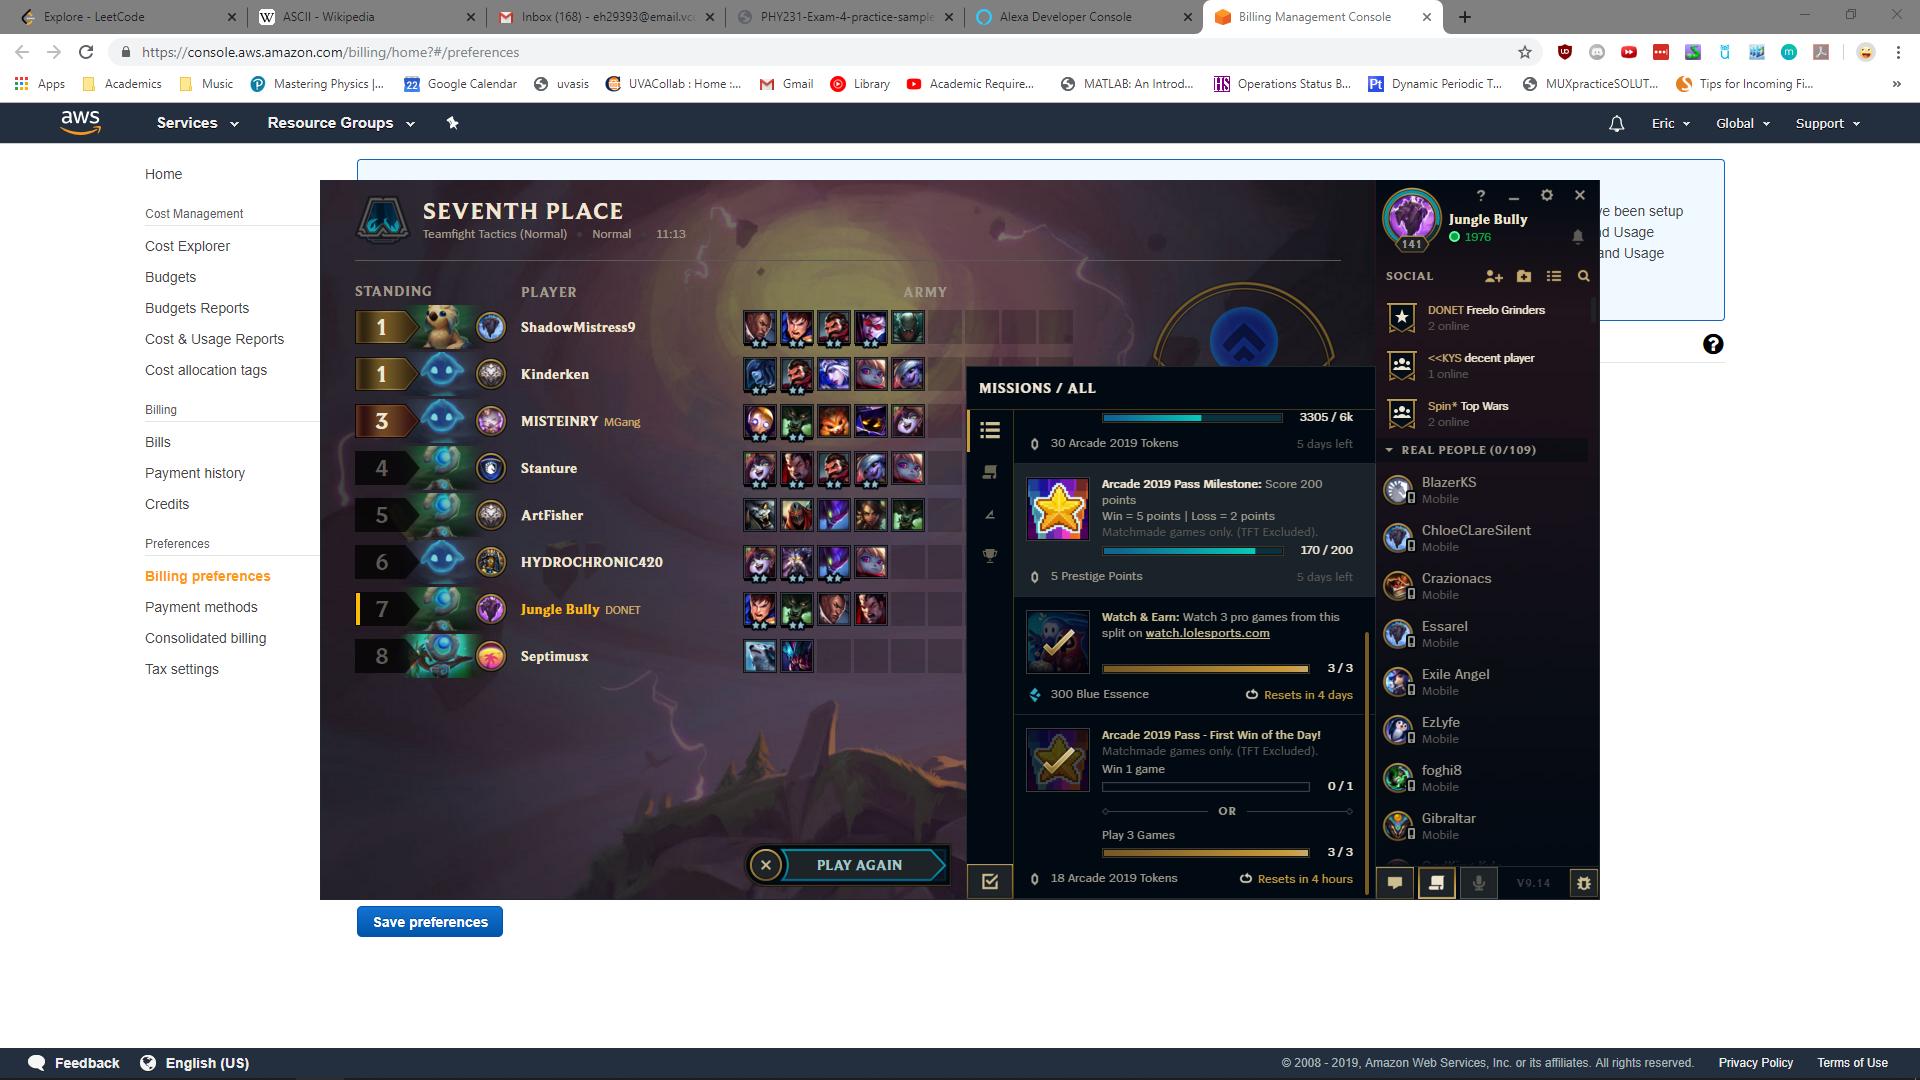 Explore - LeetCode
ASCII - Wikipedia
Inbox (168) - eh29393@email.vc
PHY231-Exam-4-practice-sample
Alexa Developer Console
Billing Management Console
https://console.aws.amazon.com/billing/home?#/preferences
Apps
Academics
Music
Mastering Physics |...
22
Google Calendar
uvasis
UVACollab : Home :...
Gmail
Library
Academic Require...
MATLAB: An Introd...
HS
Operations Status B...
Pt
Dynamic Periodic T...
MUXpracticeSOLUT...
Tips for Incoming Fi...
»
aws
Services
Resource Groups
Eric
Global
Support
Home
Cost Management
Cost Explorer
Budgets
Budgets Reports
Cost & Usage Reports
Cost allocation tags
Billing
Bills
Payment history
Credits
Preferences
Billing preferences
Payment methods
Consolidated billing
Tax settings
ve been setup
nd Usage
and Usage
?
SEVENTH PLACE
Teamfight Tactics (Normal) • Normal • 11:13
STANDING PLAYER ARMY
1 ShadowMistress9
1 Kinderken
3 MISTEINRY MGang
4 Stanture
5 ArtFisher
6 HYDROCHRONIC420
7 Jungle Bully DONET
8 Septimusx
PLAY AGAIN
MISSIONS / ALL
3305 / 6k
30 Arcade 2019 Tokens 5 days left
Arcade 2019 Pass Milestone: Score 200
points
Win = 5 points | Loss = 2 points
Matchmade games only. (TFT Excluded).
170 / 200
5 Prestige Points 5 days left
Watch & Earn: Watch 3 pro games from this
split on watch.lolesports.com
3 / 3
300 Blue Essence Resets in 4 days
Arcade 2019 Pass - First Win of the Day!
Matchmade games only. (TFT Excluded).
Win 1 game
0 / 1
OR
Play 3 Games
3 / 3
18 Arcade 2019 Tokens Resets in 4 hours
?
Jungle Bully
1976
141
SOCIAL
DONET Freelo Grinders
2 online
<<KYS decent player
1 online
Spin* Top Wars
2 online
REAL PEOPLE (0/109)
BlazerKS
Mobile
ChloeCLareSilent
Mobile
Crazionacs
Mobile
Essarel
Mobile
Exile Angel
Mobile
EzLyfe
Mobile
foghi8
Mobile
Gibraltar
Mobile
V9.14
Save preferences
Feedback
English (US)
© 2008 - 2019, Amazon Web Services, Inc. or its affiliates. All rights reserved.
Privacy Policy
Terms of Use